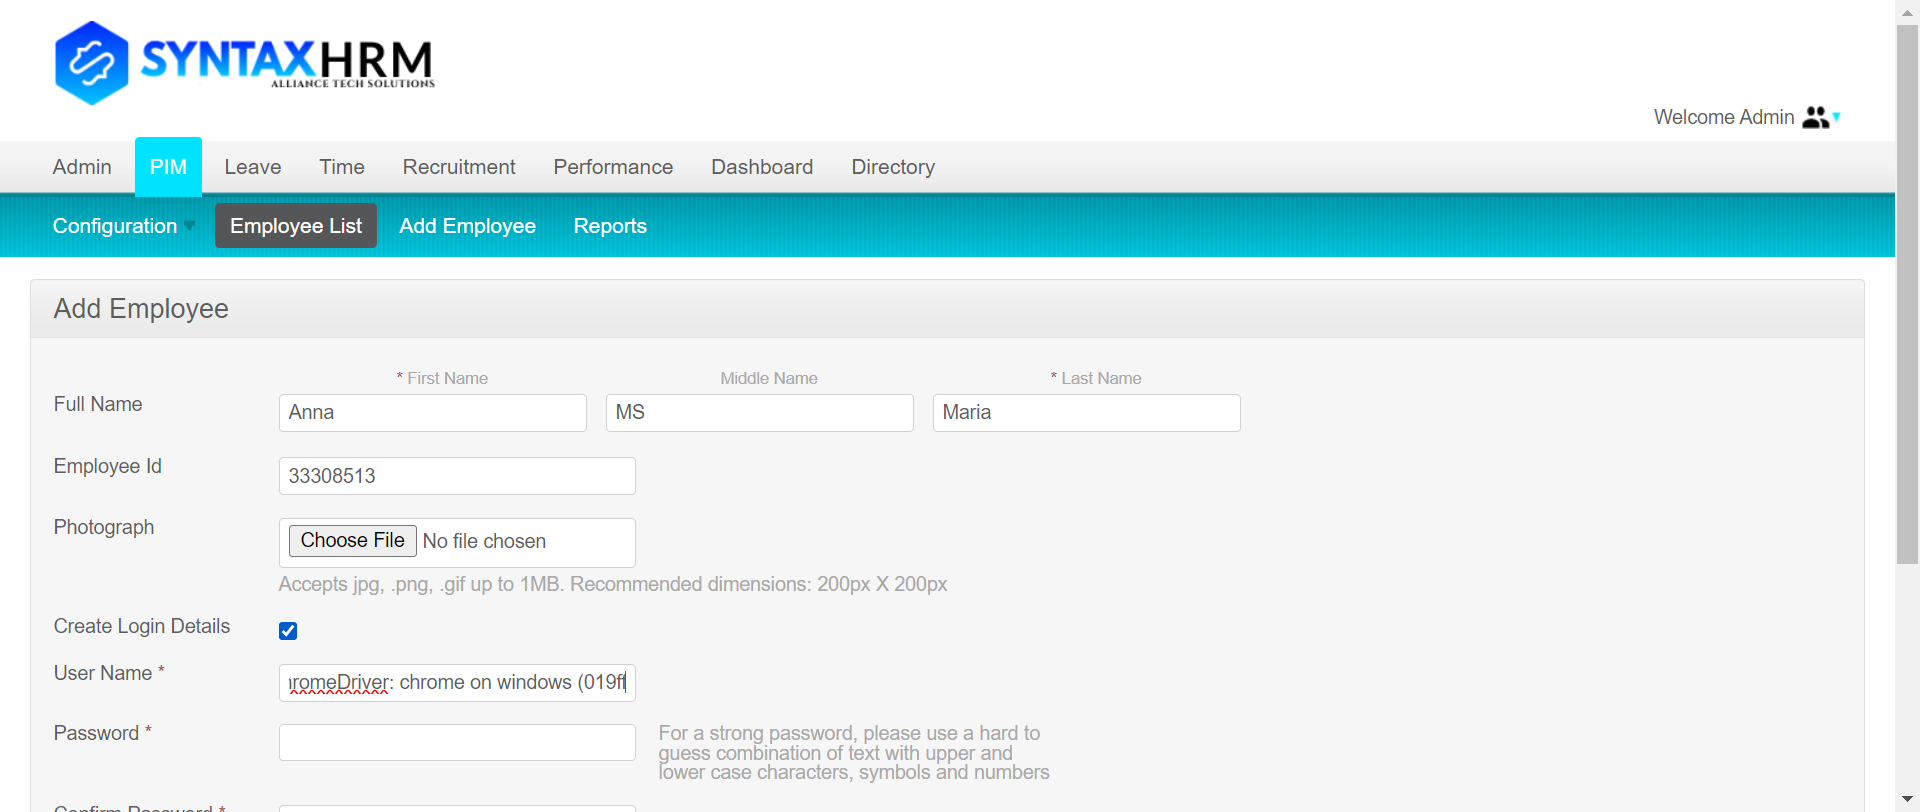 SYNTAXHRM
ALLIANCE TECH SOLUTIONS
Welcome Admin
Admin PIM Leave Time Recruitment Performance Dashboard Directory
Configuration Employee List Add Employee Reports
Add Employee
* First Name Middle Name * Last Name
Full Name Anna MS Maria
Employee Id 33308513
Photograph Choose File No file chosen
Accepts jpg, .png, .gif up to 1MB. Recommended dimensions: 200px X 200px
Create Login Details
User Name * romeDriver: chrome on windows (019ff
Password * For a strong password, please use a hard to
guess combination of text with upper and
lower case characters, symbols and numbers
Confirm Password *